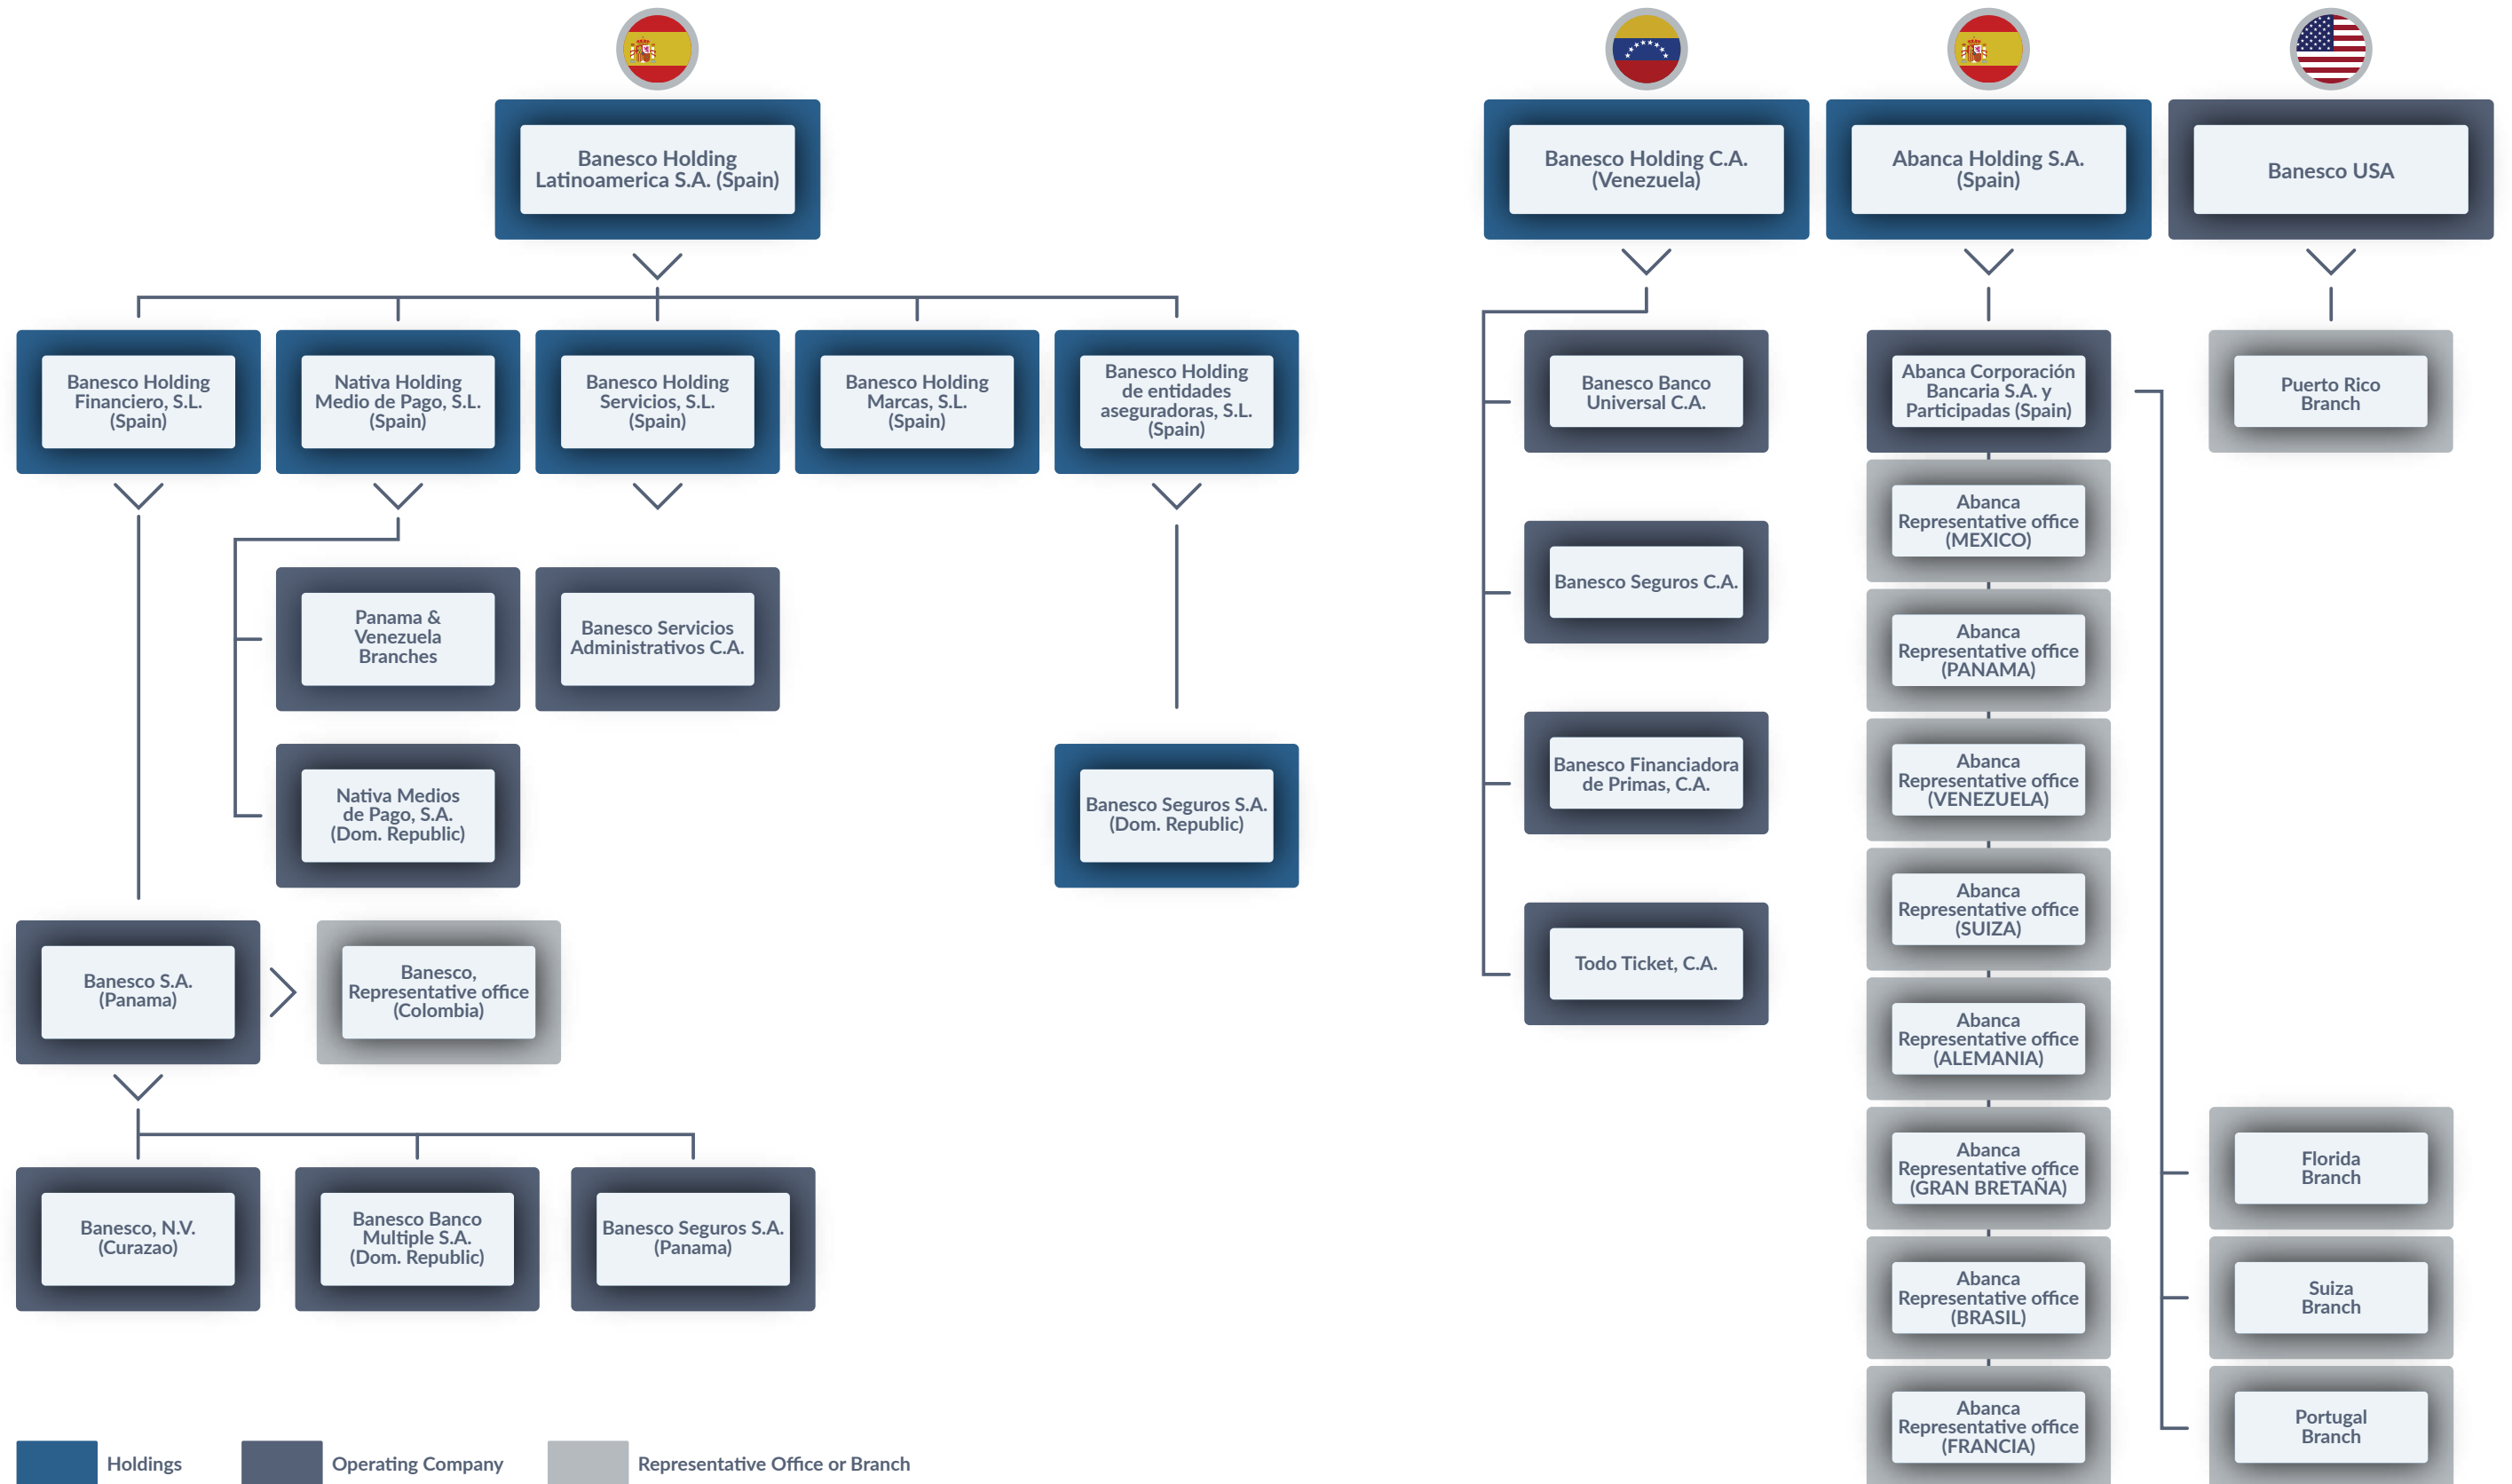 Banesco Holding
Latinoamerica S.A. (Spain)
Banesco Holding C.A.
(Venezuela)
Abanca Holding S.A.
(Spain)
Banesco USA
Banesco Holding
Financiero, S.L.
(Spain)
Nativa Holding
Medio de Pago, S.L.
(Spain)
Banesco Holding
Servicios, S.L.
(Spain)
Banesco Holding
Marcas, S.L.
(Spain)
Banesco Holding
de entidades
aseguradoras, S.L.
(Spain)
Panama &
Venezuela
Branches
Banesco Servicios
Administrativos C.A.
Nativa Medios
de Pago, S.A.
(Dom. Republic)
Banesco Seguros S.A.
(Dom. Republic)
Banesco S.A.
(Panama)
Banesco,
Representative office
(Colombia)
Banesco, N.V.
(Curazao)
Banesco Banco
Multiple S.A.
(Dom. Republic)
Banesco Seguros S.A.
(Panama)
Banesco Banco
Universal C.A.
Banesco Seguros C.A.
Banesco Financiadora
de Primas, C.A.
Todo Ticket, C.A.
Abanca Corporación
Bancaria S.A. y
Participadas (Spain)
Abanca
Representative office
(MEXICO)
Abanca
Representative office
(PANAMA)
Abanca
Representative office
(VENEZUELA)
Abanca
Representative office
(SUIZA)
Abanca
Representative office
(ALEMANIA)
Abanca
Representative office
(GRAN BRETAÑA)
Abanca
Representative office
(BRASIL)
Abanca
Representative office
(FRANCIA)
Puerto Rico
Branch
Florida
Branch
Suiza
Branch
Portugal
Branch
Holdings
Operating Company
Representative Office or Branch